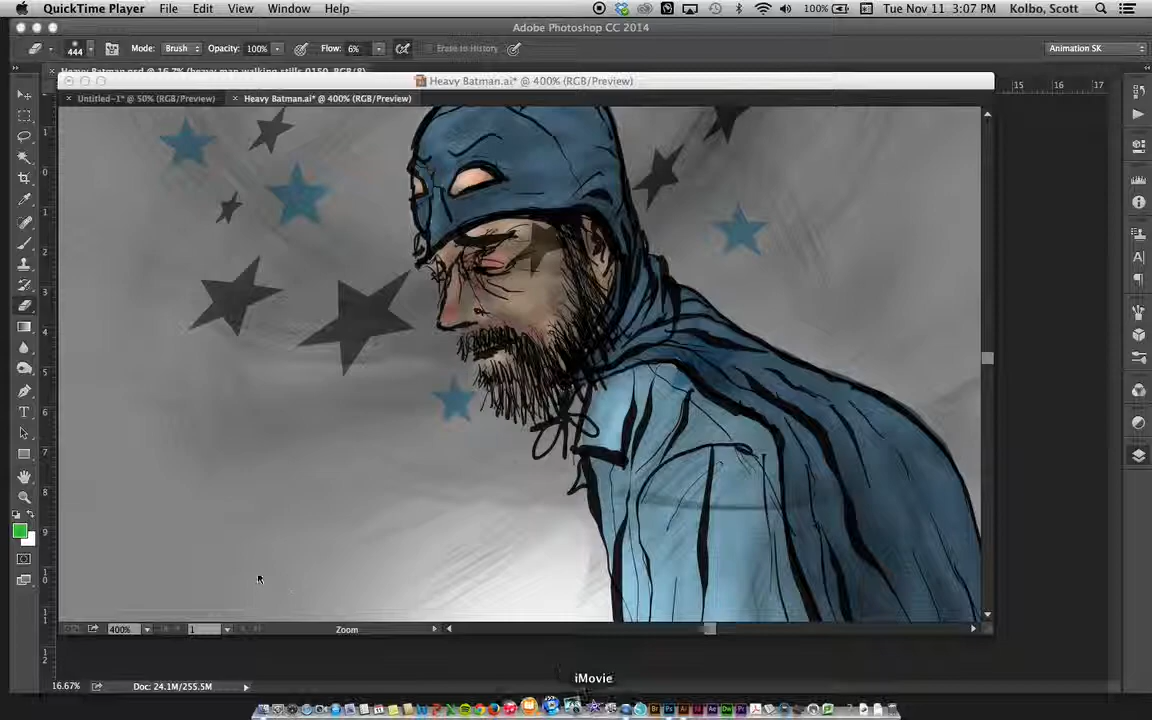 QuickTime Player File Edit View Window Help 100% Tue Nov 11 3:07 PM Kolbo, Scott
Adobe Photoshop CC 2014
444 Mode: Brush Opacity: 100% Flow: 6% Erase to History Animation SK
Heavy Batman.ai* @ 400% (RGB/Preview)
15 16 17
Untitled-1* @ 50% (RGB/Preview) Heavy Batman.ai* @ 400% (RGB/Preview)
400% 1 Zoom
iMovie
16.67% Doc: 24.1M/255.5M